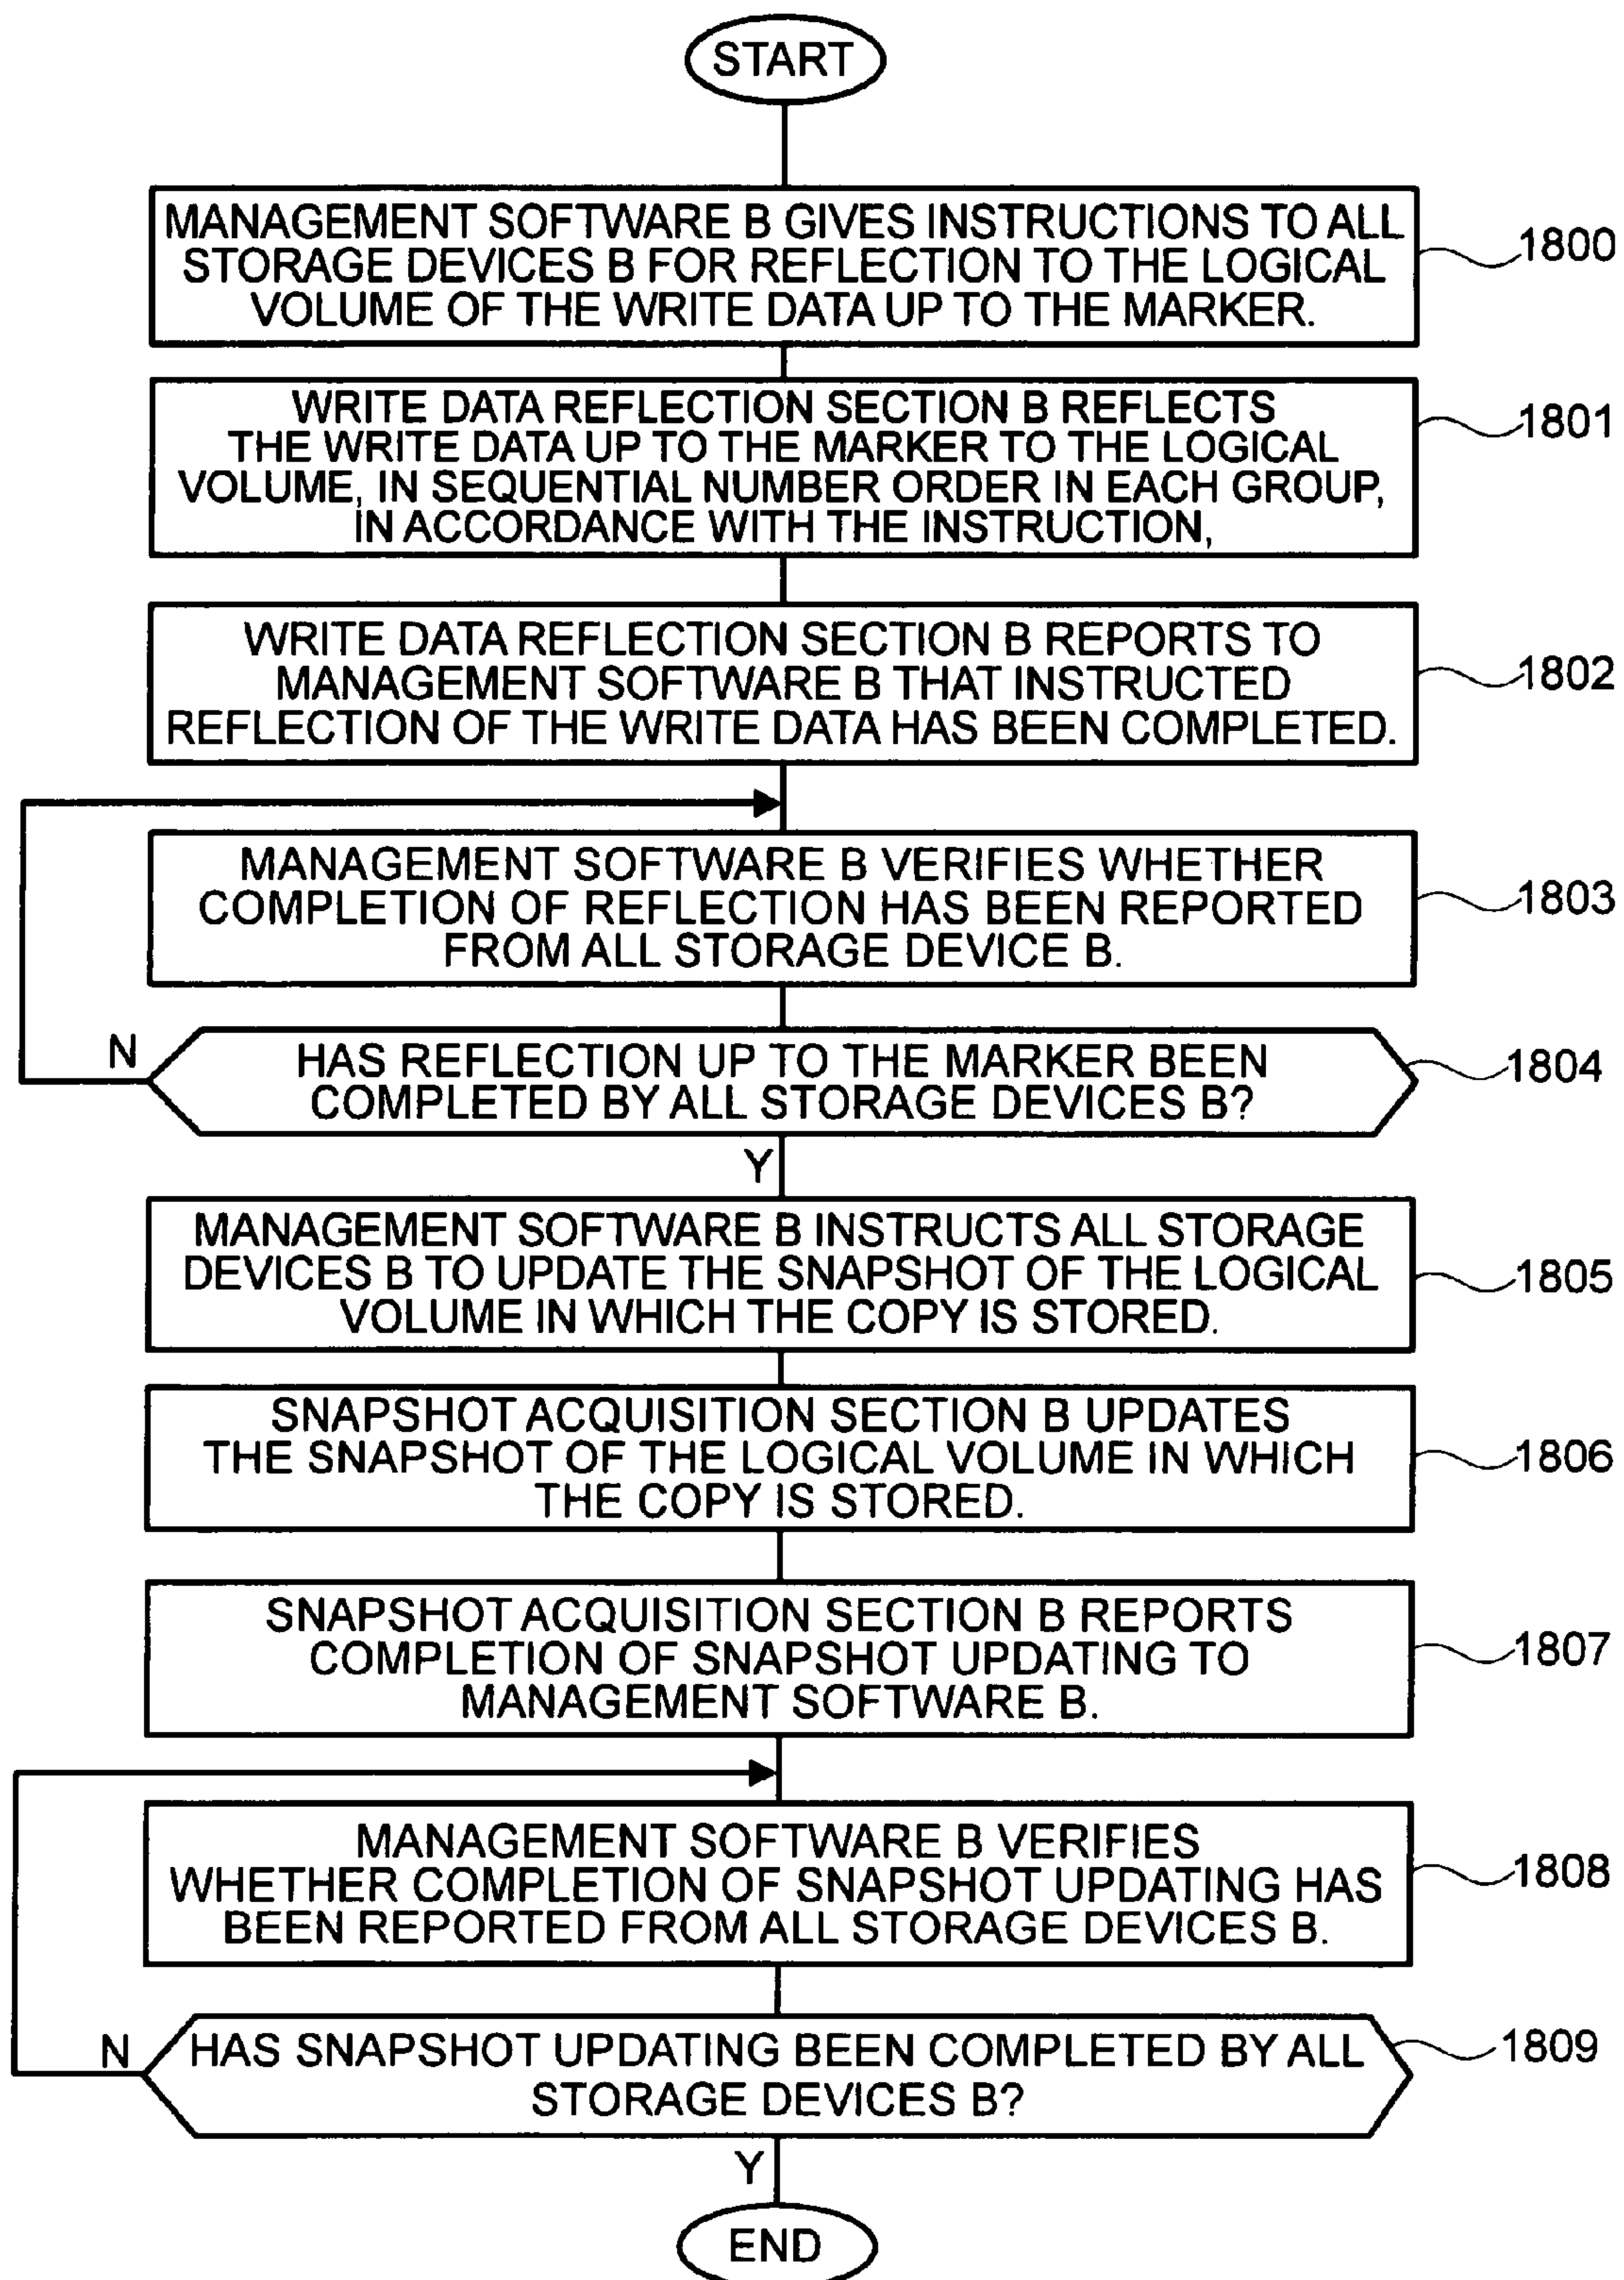 START
MANAGEMENT SOFTWARE B GIVES INSTRUCTIONS TO ALL
STORAGE DEVICES B FOR REFLECTION TO THE LOGICAL
VOLUME OF THE WRITE DATA UP TO THE MARKER.
1800
WRITE DATA REFLECTION SECTION B REFLECTS
THE WRITE DATA UP TO THE MARKER TO THE LOGICAL
VOLUME, IN SEQUENTIAL NUMBER ORDER IN EACH GROUP,
IN ACCORDANCE WITH THE INSTRUCTION,
1801
WRITE DATA REFLECTION SECTION B REPORTS TO
MANAGEMENT SOFTWARE B THAT INSTRUCTED
REFLECTION OF THE WRITE DATA HAS BEEN COMPLETED.
1802
MANAGEMENT SOFTWARE B VERIFIES WHETHER
COMPLETION OF REFLECTION HAS BEEN REPORTED
FROM ALL STORAGE DEVICE B.
1803
N
HAS REFLECTION UP TO THE MARKER BEEN
COMPLETED BY ALL STORAGE DEVICES B?
1804
Y
MANAGEMENT SOFTWARE B INSTRUCTS ALL STORAGE
DEVICES B TO UPDATE THE SNAPSHOT OF THE LOGICAL
VOLUME IN WHICH THE COPY IS STORED.
1805
SNAPSHOT ACQUISITION SECTION B UPDATES
THE SNAPSHOT OF THE LOGICAL VOLUME IN WHICH
THE COPY IS STORED.
1806
SNAPSHOT ACQUISITION SECTION B REPORTS
COMPLETION OF SNAPSHOT UPDATING TO
MANAGEMENT SOFTWARE B.
1807
MANAGEMENT SOFTWARE B VERIFIES
WHETHER COMPLETION OF SNAPSHOT UPDATING HAS
BEEN REPORTED FROM ALL STORAGE DEVICES B.
1808
N
HAS SNAPSHOT UPDATING BEEN COMPLETED BY ALL
STORAGE DEVICES B?
1809
Y
END